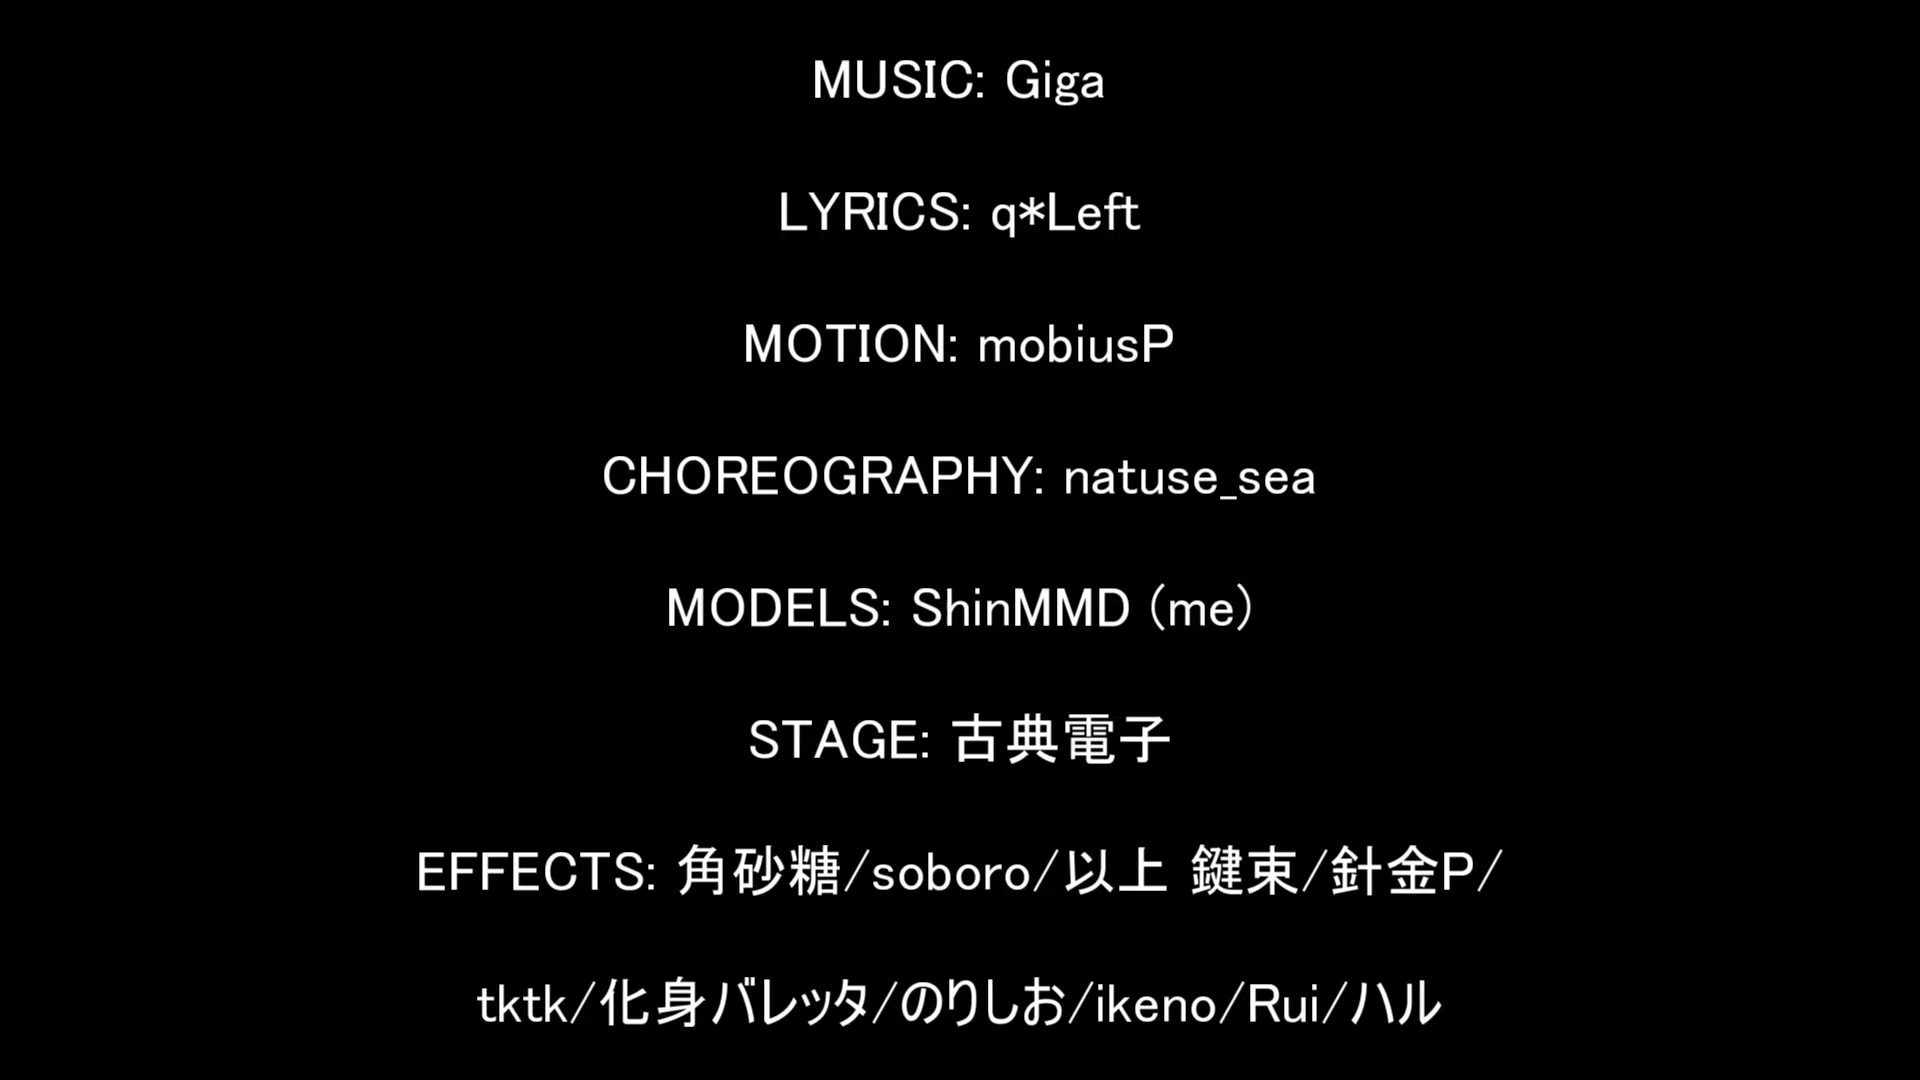 MUSIC: Giga
LYRICS: q*Left
MOTION: mobiusP
CHOREOGRAPHY: natuse_sea
MODELS: ShinMMD (me)
STAGE: 古典電子
EFFECTS: 角砂糖/soboro/以上 鍵束/針金P/
tktk/化身バレッタ/のりしお/ikeno/Rui/ハル